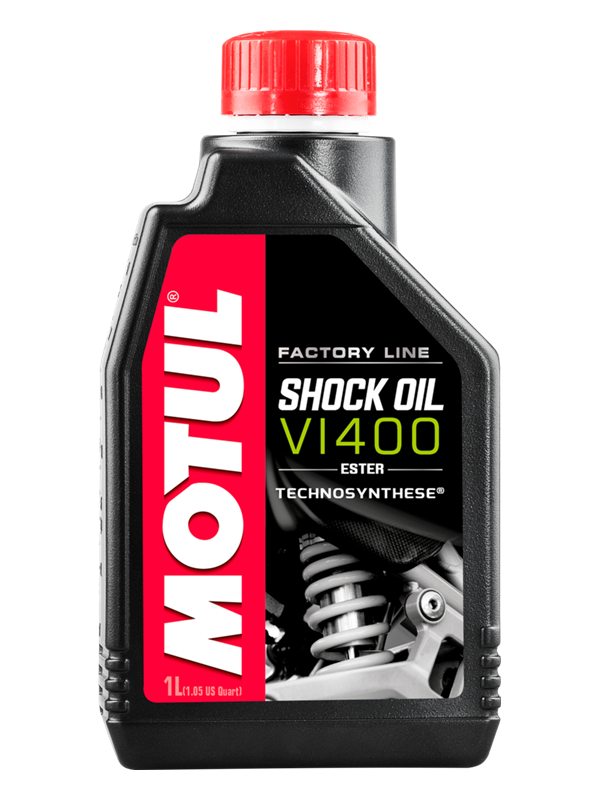 MOTUL®
FACTORY LINE
SHOCK OIL
VI400
ESTER
TECHNOSYNTHESE®
1L(1.05 US Quart)